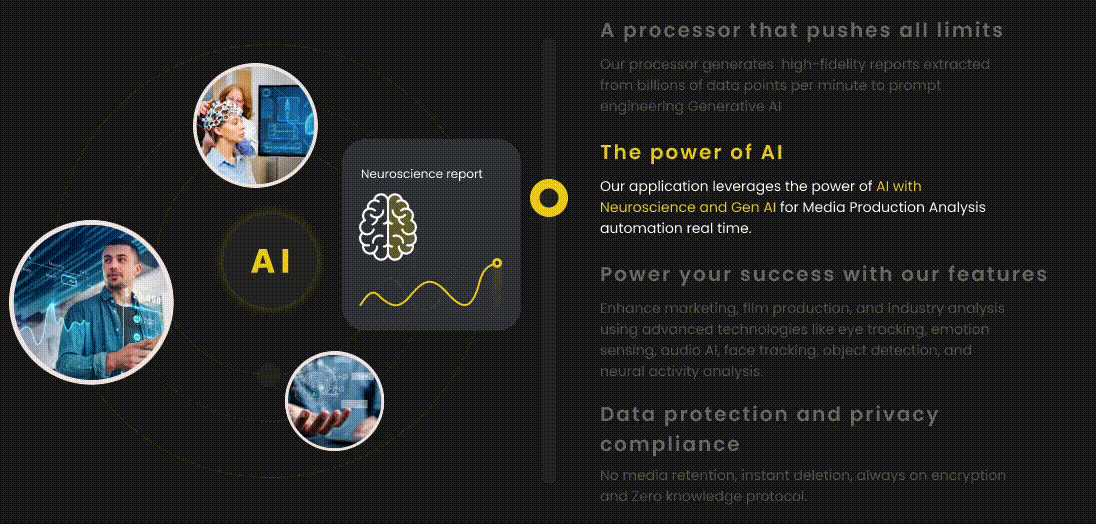 A processor that pushes all limits
Our processor generates high-fidelity reports extracted
from billions of data points per minute to prompt
engineering Generative AI
The power of AI
Our application leverages the power of AI with
Neuroscience and Gen AI for Media Production Analysis
automation real time.
Power your success with our features
Enhance marketing, film production, and industry analysis
using advanced technologies like eye tracking, emotion
sensing, audio AI, face tracking, object detection, and
neural activity analysis.
Data protection and privacy
compliance
No media retention, instant deletion, always on encryption
and Zero knowledge protocol.
Neuroscience report
AI